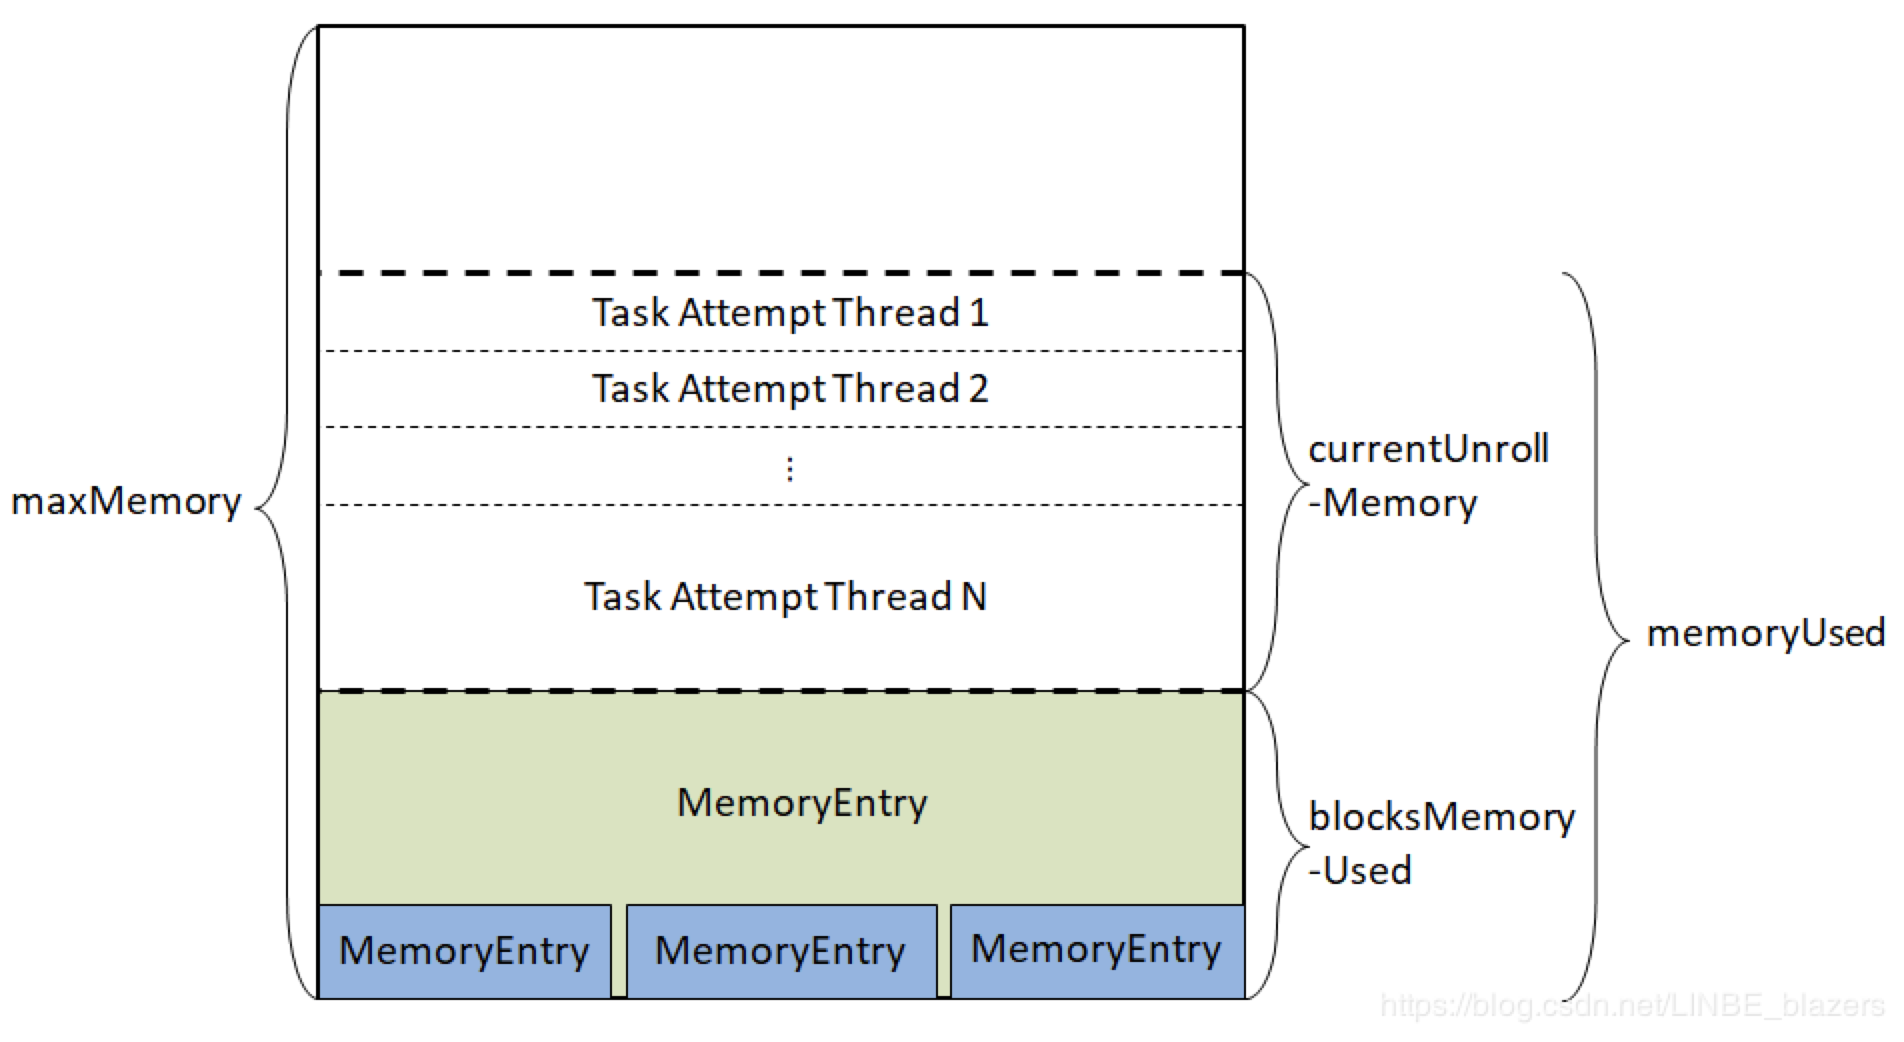 Task Attempt Thread 1
Task Attempt Thread 2
⋮
Task Attempt Thread N
maxMemory
currentUnroll
-Memory
memoryUsed
MemoryEntry
blocksMemory
-Used
MemoryEntry
MemoryEntry
MemoryEntry
https://blog.csdn.net/LINBE_blazers